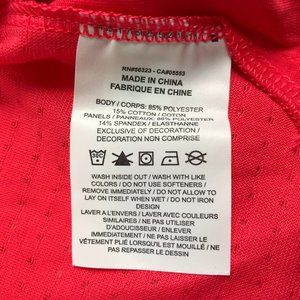 RN#56323 - CA#05553
MADE IN CHINA
FABRIQUE EN CHINE
BODY / CORPS: 85% POLYESTER
15% COTTON / COTON
PANELS / PANNEAUX: 86% POLYESTER
14% SPANDEX / ELASTHANNE
EXCLUSIVE OF DECORATION /
DECORATION NON COMPRISE
WASH INSIDE OUT / WASH WITH LIKE
COLORS / DO NOT USE SOFTENERS /
REMOVE IMMEDIATELY / DO NOT ALLOW TO
LAY ON ITSELF WHEN WET / DO NOT IRON
DESIGN
LAVER A L'ENVERS / LAVER AVEC COULEURS
SIMILAIRES / NE PAS UTILISER
D'ADOUCISSEUR / ENLEVER
IMMEDIATEMENT / NE PAS LAISSER LE
VÊTEMENT PLIÉ LORSQU'IL EST MOUILLÉ / NE
PAS REPASSER LE DESSIN